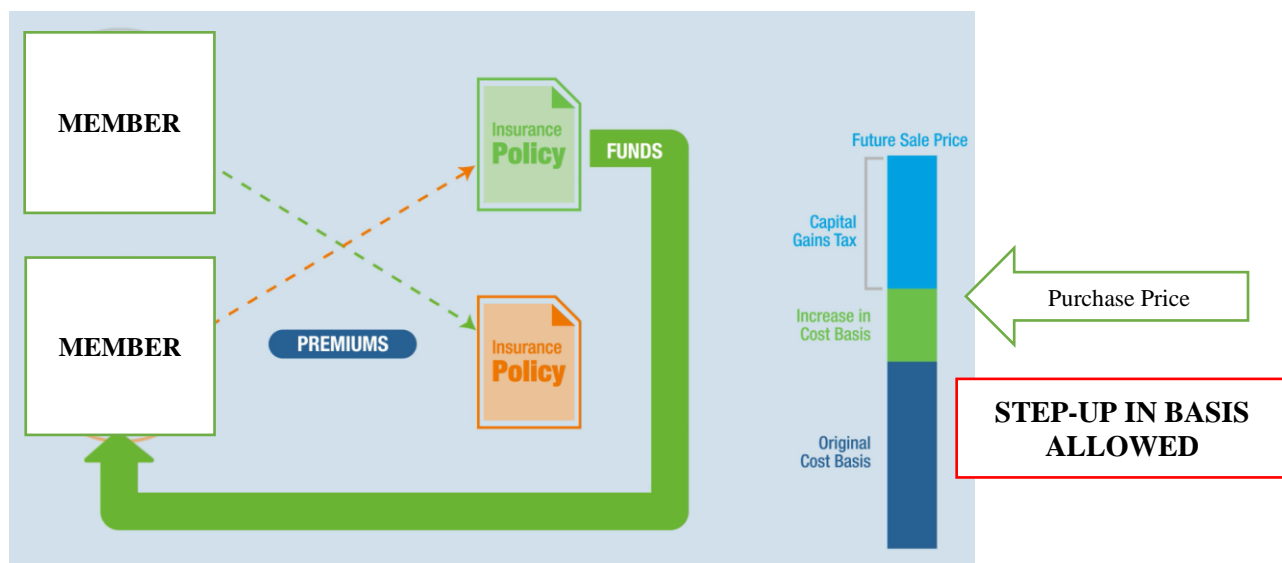 MEMBER
Insurance
Policy
FUNDS
MEMBER
PREMIUMS
Insurance
Policy
Future Sale Price
Capital
Gains Tax
Increase in
Cost Basis
Original
Cost Basis
Purchase Price
STEP-UP IN BASIS
ALLOWED